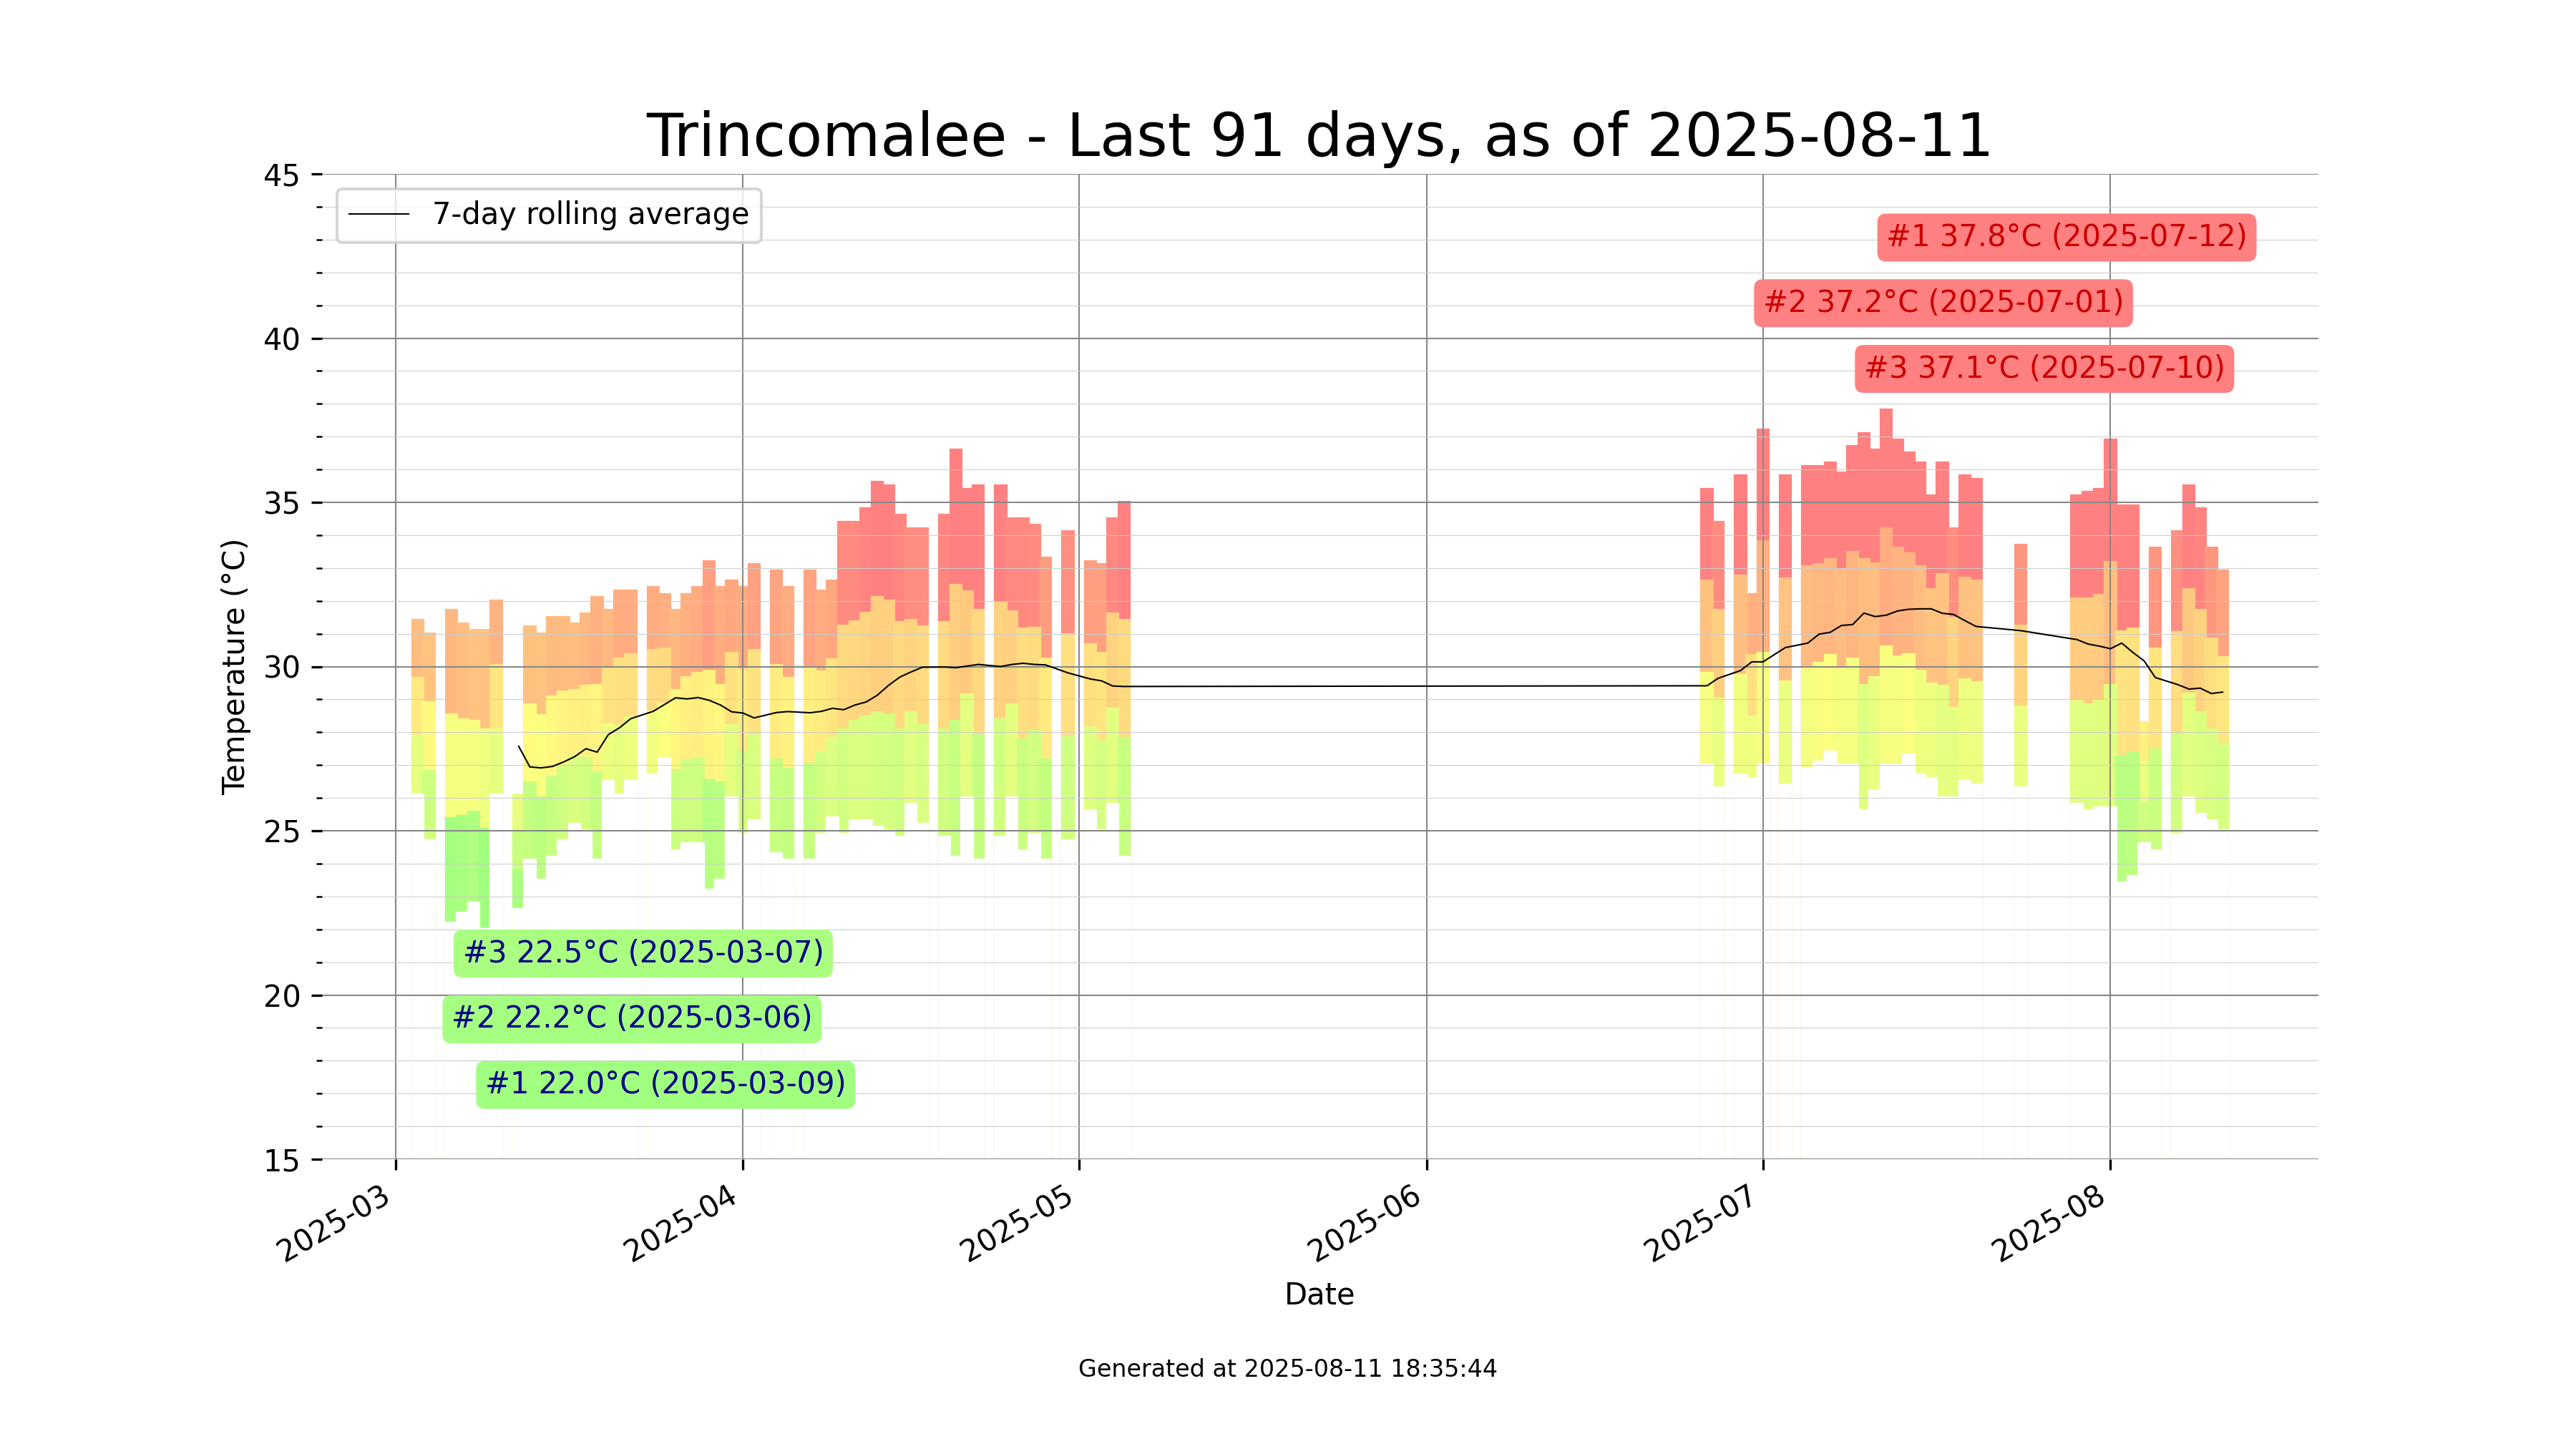 Trincomalee - Last 91 days, as of 2025-08-11
45
7-day rolling average
#1 37.8°C (2025-07-12)
#2 37.2°C (2025-07-01)
40
#3 37.1°C (2025-07-10)
35
Temperature (°C)
30
25
#3 22.5°C (2025-03-07)
20
#2 22.2°C (2025-03-06)
#1 22.0°C (2025-03-09)
15
2025-03
2025-04
2025-05
2025-06
2025-07
2025-08
Date
Generated at 2025-08-11 18:35:44